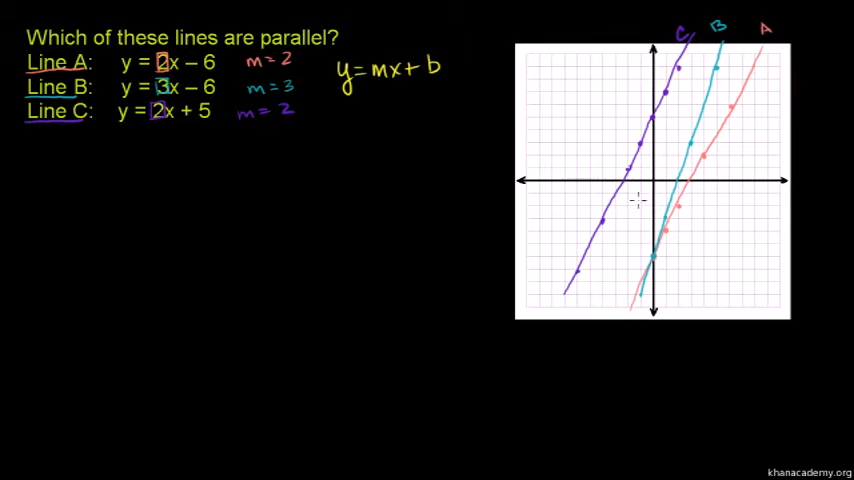 Which of these lines are parallel?
Line A: y = 2x – 6 m = 2
Line B: y = 3x – 6 m = 3
Line C: y = 2x + 5 m = 2
y = mx + b
C B A
khanacademy.org